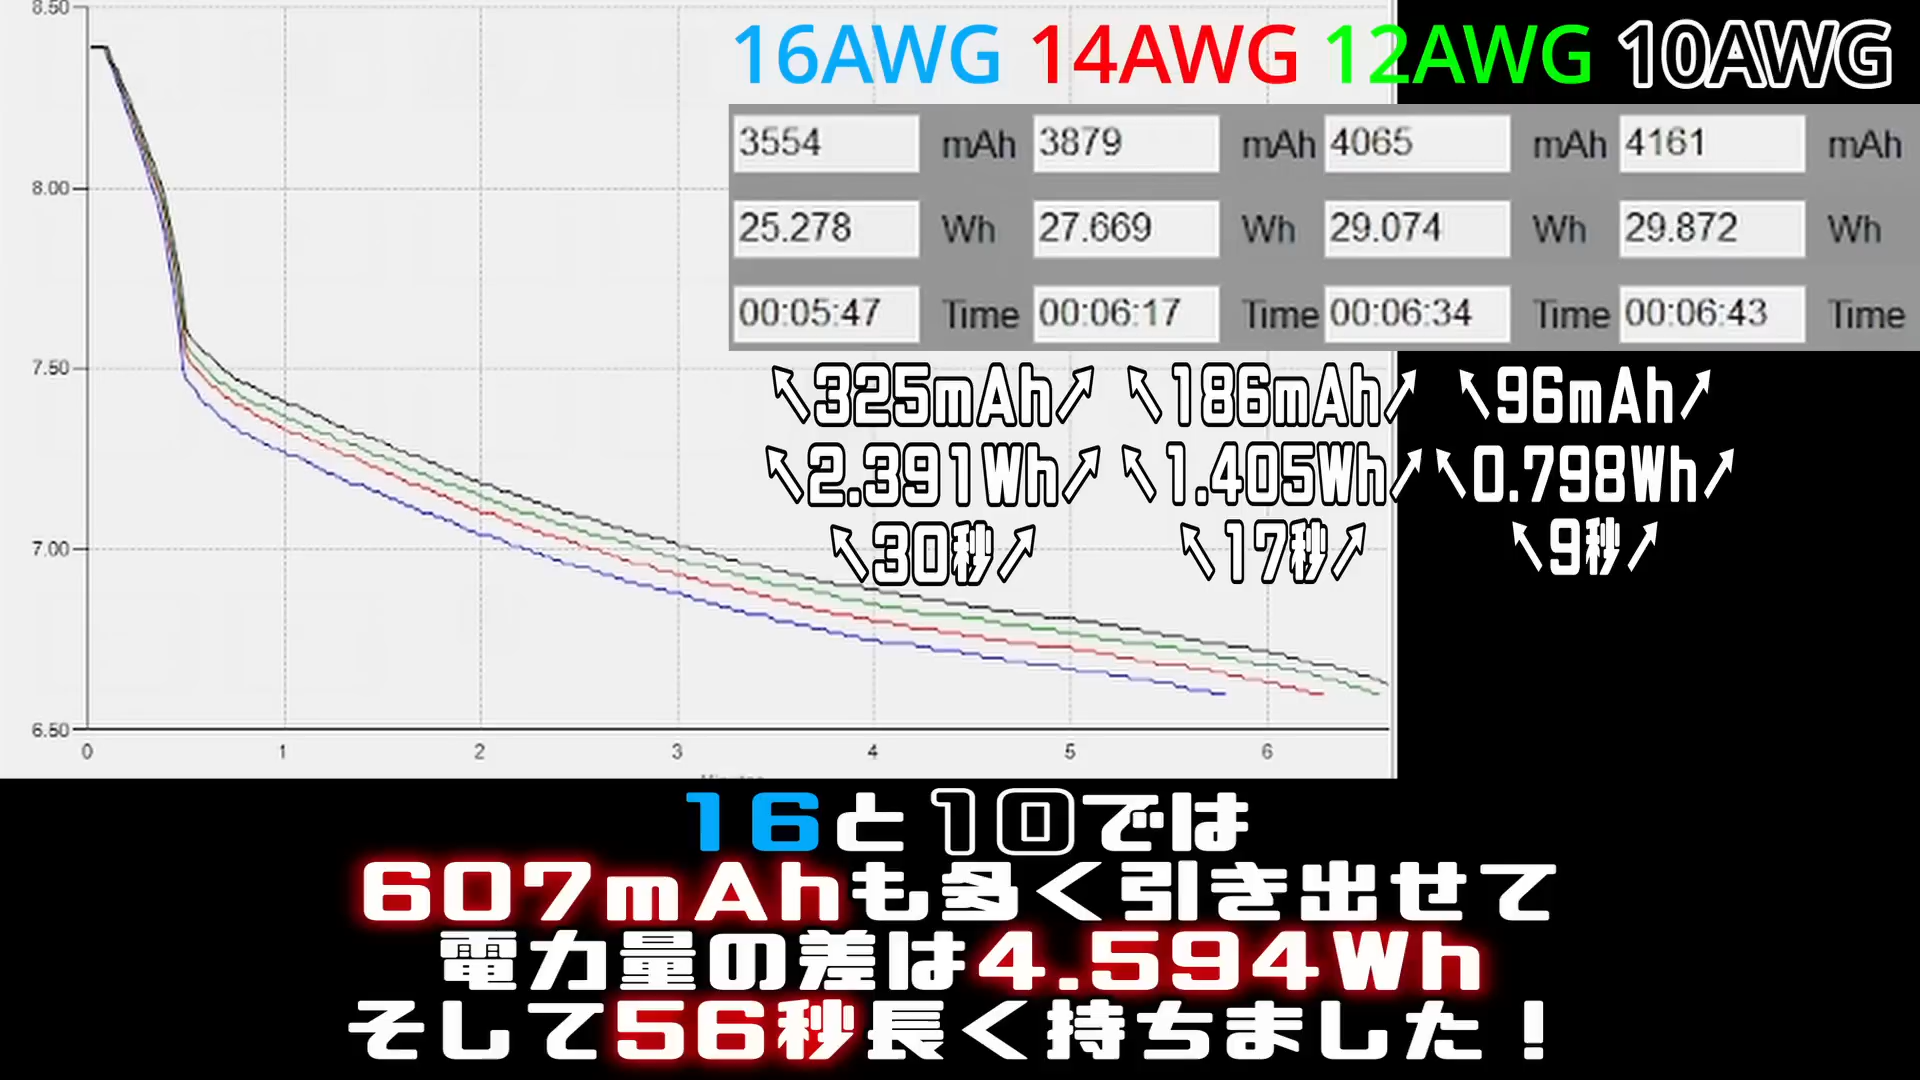 16AWG 14AWG 12AWG 10AWG
3554 mAh 3879 mAh 4065 mAh 4161 mAh
25.278 Wh 27.669 Wh 29.074 Wh 29.872 Wh
00:05:47 Time 00:06:17 Time 00:06:34 Time 00:06:43 Time
↖325mAh↗ ↖186mAh↗ ↖96mAh↗
↖2.391Wh↗ ↖1.405Wh↗ ↖0.798Wh↗
↖30秒↗ ↖17秒↗ ↖9秒↗
8.50
8.00
7.50
7.00
6.50
0 1 2 3 4 5 6
16と10では
607mAhも多く引き出せて
電力量の差は4.594Wh
そして56秒長く持ちました！